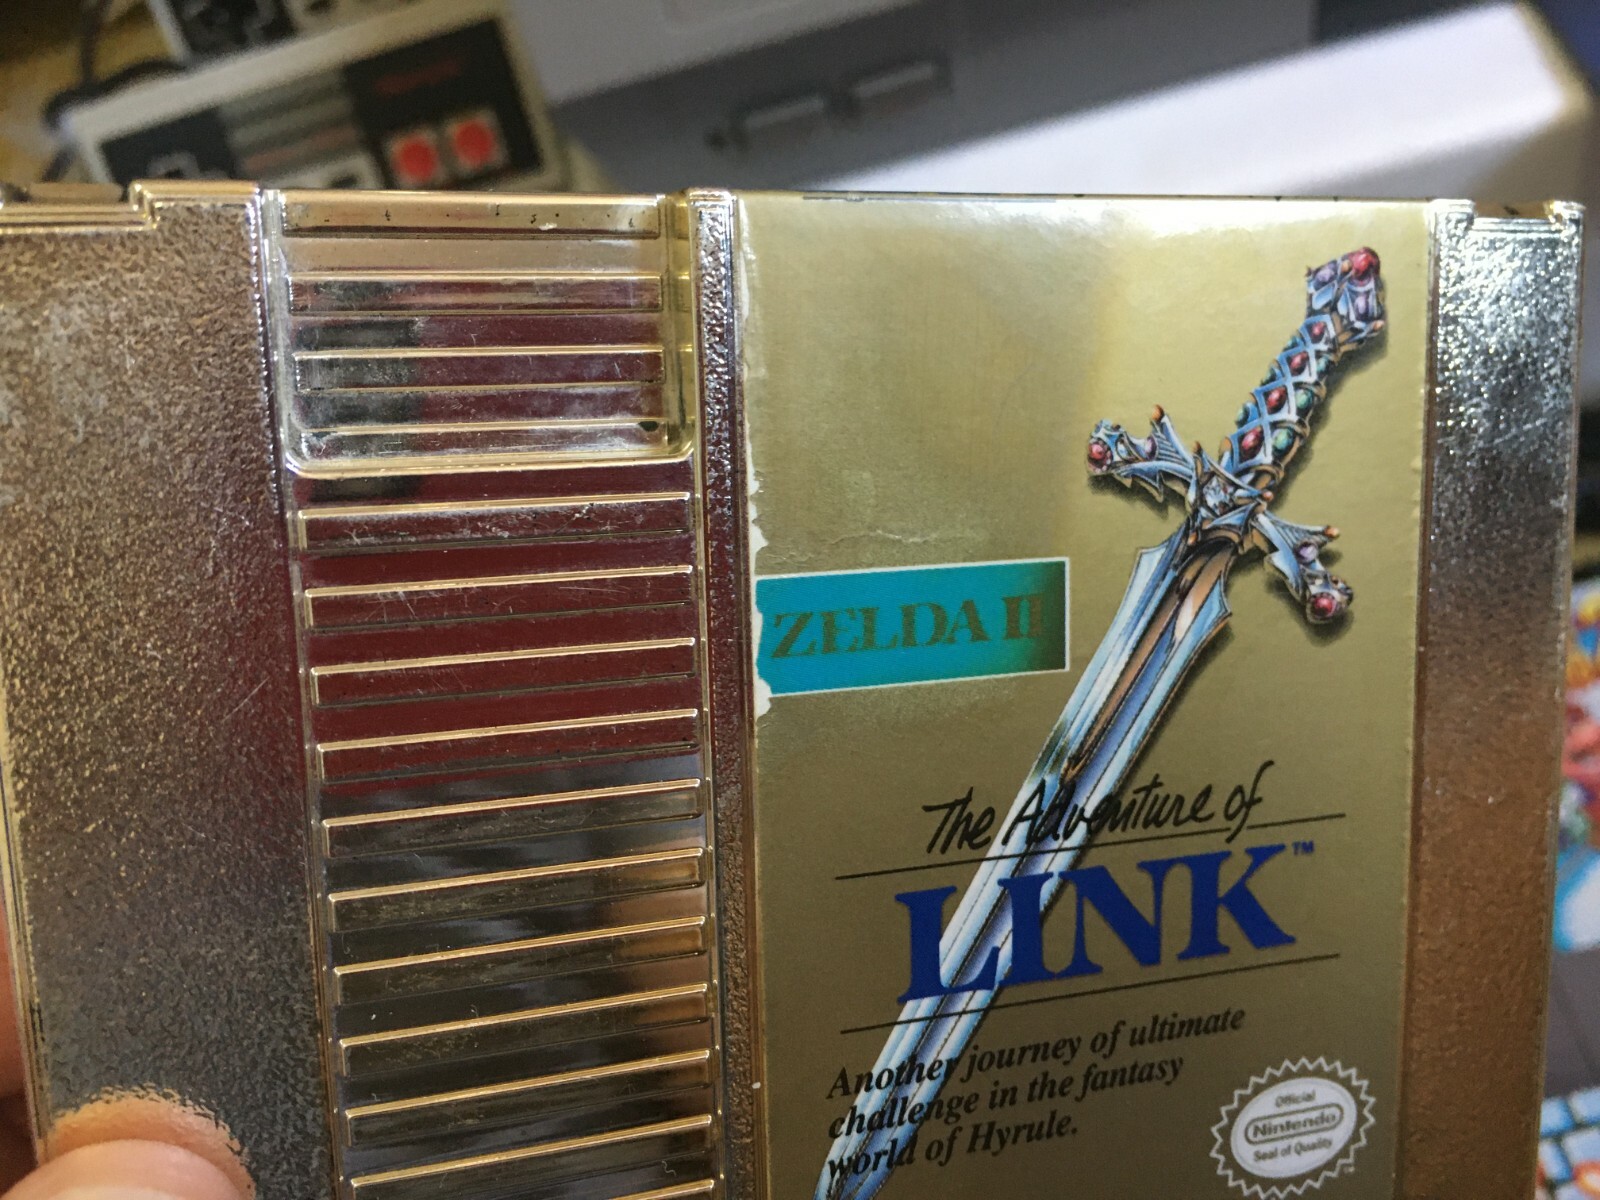 ZELDA II
The Adventure of
LINK™
Another journey of ultimate
challenge in the fantasy
world of Hyrule.
Official
Nintendo
Seal of Quality